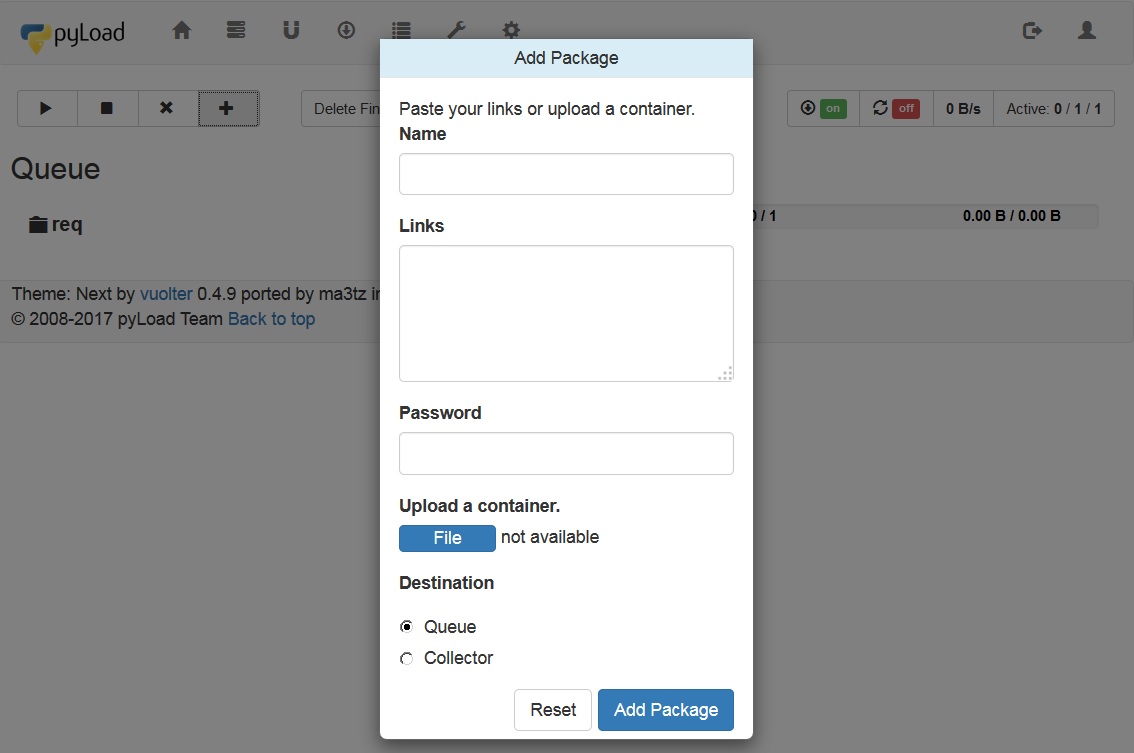 pyLoad
Add Package
Delete Fin
on
off
0 B/s
Active: 0 / 1 / 1
Paste your links or upload a container.
Name
Queue
req
0 / 1
0.00 B / 0.00 B
Links
Theme: Next by vuolter 0.4.9 ported by ma3tz in
© 2008-2017 pyLoad Team Back to top
Password
Upload a container.
File not available
Destination
Queue
Collector
Reset
Add Package